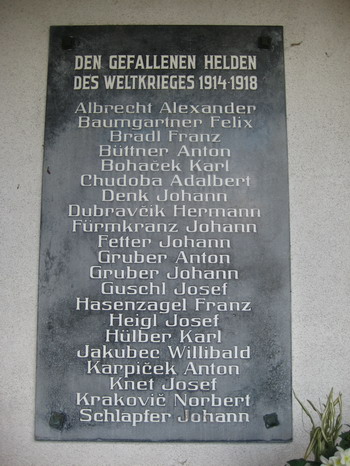 DEN GEFALLENEN HELDEN
DES WELTKRIEGES 1914-1918
Albrecht Alexander
Baumgartner Felix
Brädl Franz
Büttner Anton
Bohaček Karl
Chudoba Adalbert
Denk Johann
Dubravčik Hermann
Fürmkranz Johann
Fetter Johann
Gruber Anton
Gruber Johann
Guschl Josef
Hasenzagel Franz
Heigl Josef
Hülber Karl
Jakubec Willibald
Karpiček Anton
Knet Josef
Krakovič Norbert
Schlapfer Johann